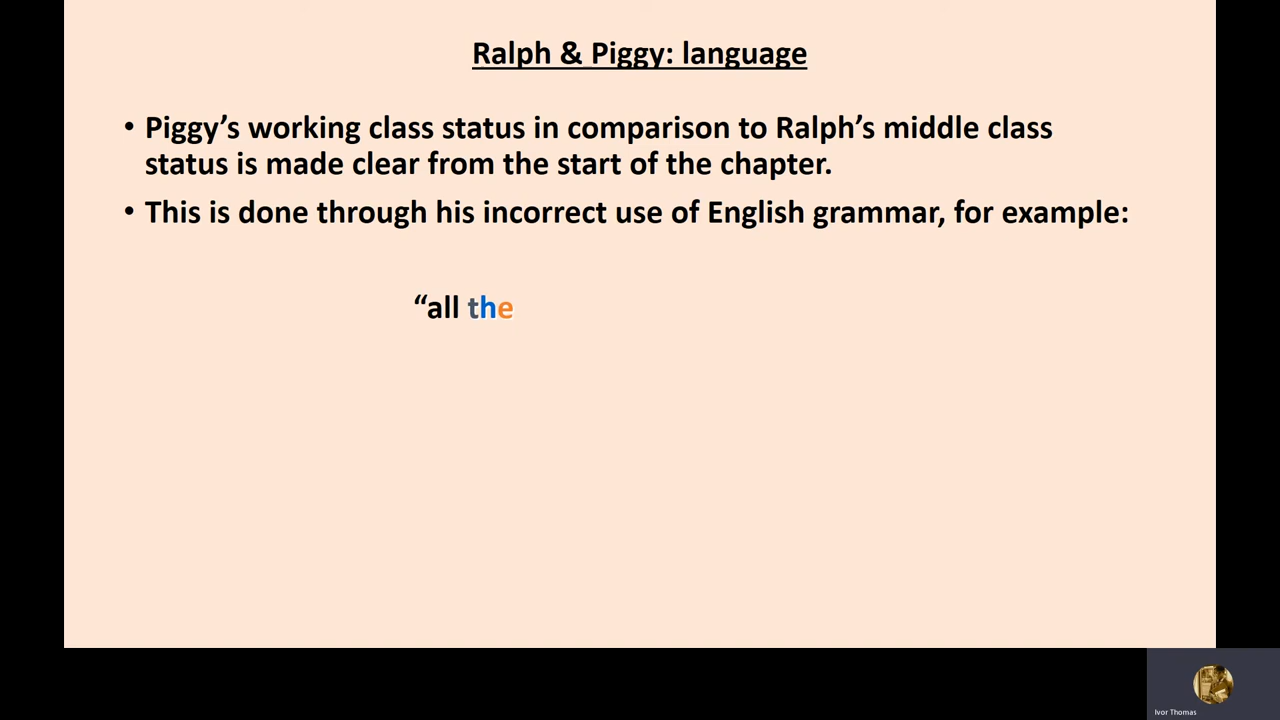 Ralph & Piggy: language
• Piggy’s working class status in comparison to Ralph’s middle class
status is made clear from the start of the chapter.
• This is done through his incorrect use of English grammar, for example:
“all the
Ivor Thomas